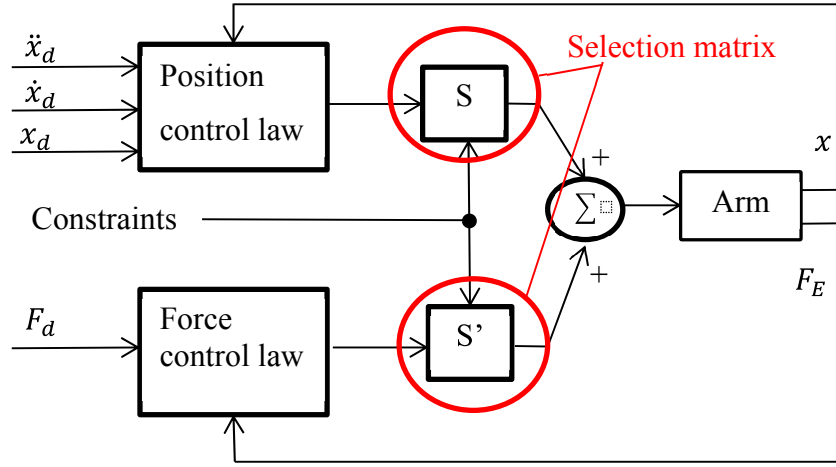 ẍ_d
ẋ_d
x_d
Position
control law
S
Selection matrix
+
x
Constraints
∑
Arm
+
F_E
F_d
Force
control law
S’